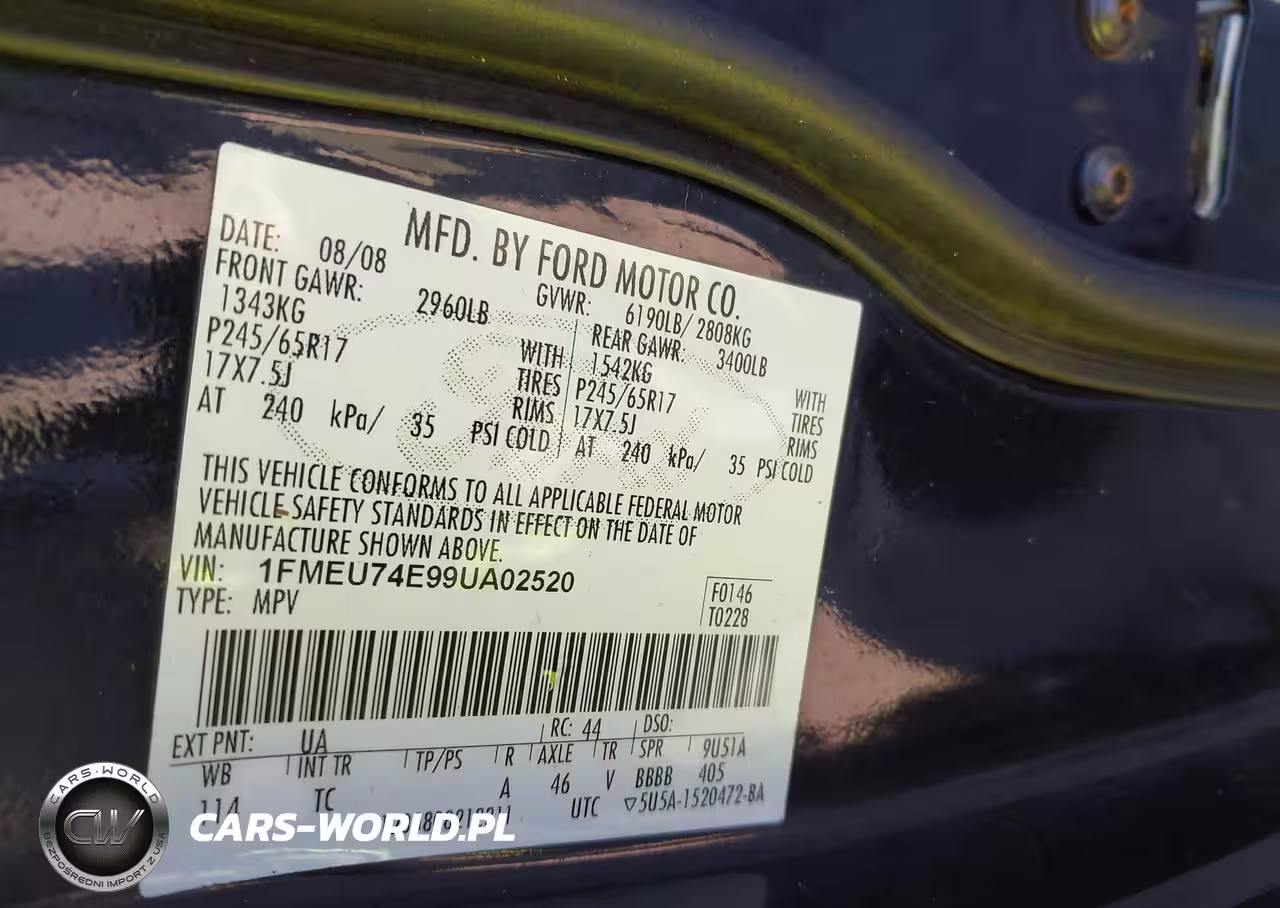 MFD. BY FORD MOTOR CO.
DATE: 08/08 GVWR: 6190LB/2808KG
FRONT GAWR: 2960LB REAR GAWR: 3400LB
1343KG WITH 1542KG WITH
P245/65R17 TIRES P245/65R17 TIRES
17X7.5J RIMS 17X7.5J RIMS
AT 240 kPa/ 35 PSI COLD AT 240 kPa/ 35 PSI COLD
THIS VEHICLE CONFORMS TO ALL APPLICABLE FEDERAL MOTOR
VEHICLE SAFETY STANDARDS IN EFFECT ON THE DATE OF
MANUFACTURE SHOWN ABOVE.
VIN: 1FMEU74E99UA02520
TYPE: MPV
F0146
T0228
EXT PNT: UA RC: 44 DSO:
WB INT TR TP/PS R AXLE TR SPR 9U51A
114 TC A 46 V BBBB 405
UTC ▽5U5A-1520472-BA
CARS-WORLD
CW
BEZPOŚREDNI IMPORT Z USA
CARS-WORLD.PL